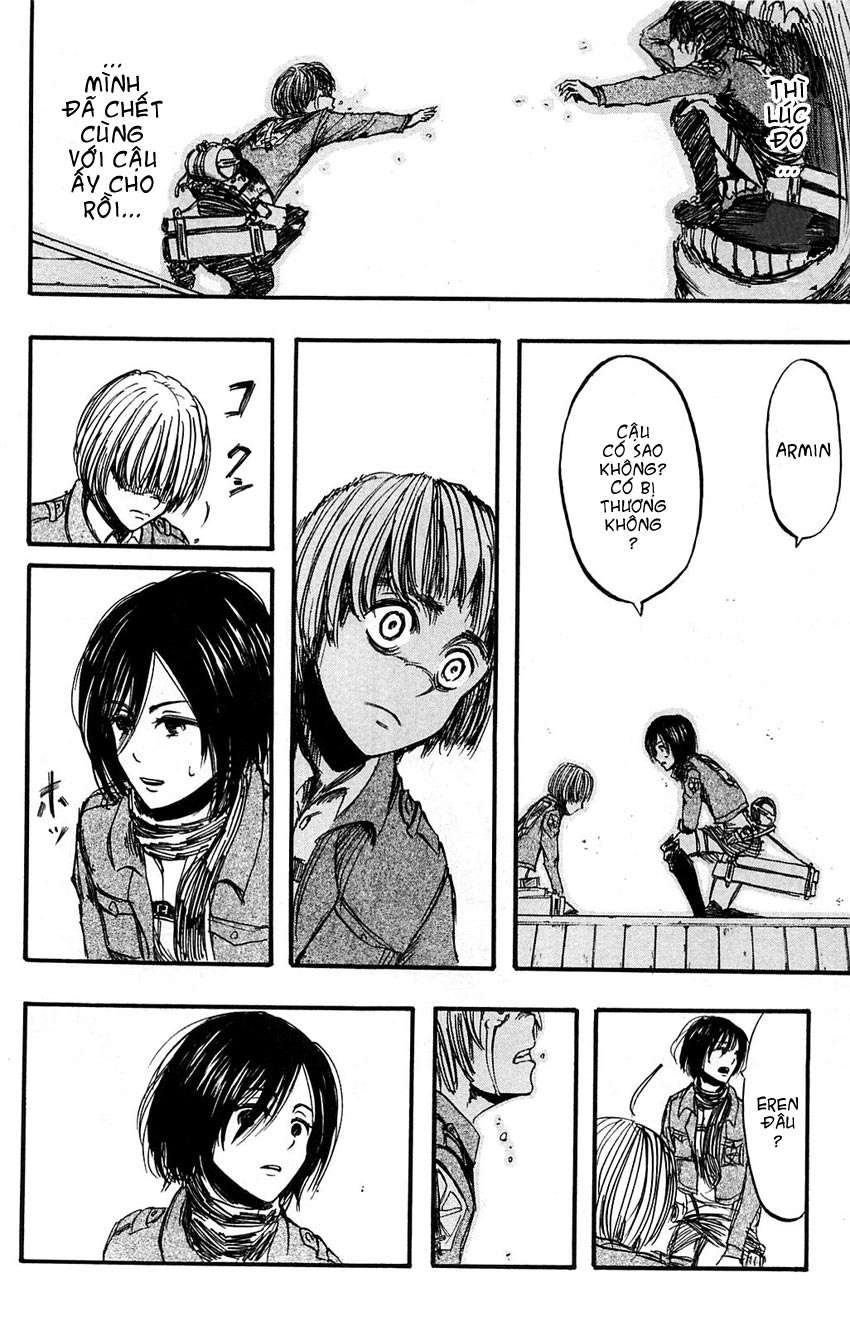 THÌ
LÚC
ĐÓ
...
...
MÌNH
ĐÃ CHẾT
CÙNG
VỚI CẬU
ẤY CHO
RỒI...
ARMIN
CẬU
CÓ SAO
KHÔNG?
CÓ BỊ
THƯƠNG
KHÔNG
?
コク
ホッ
EREN
ĐÂU
?